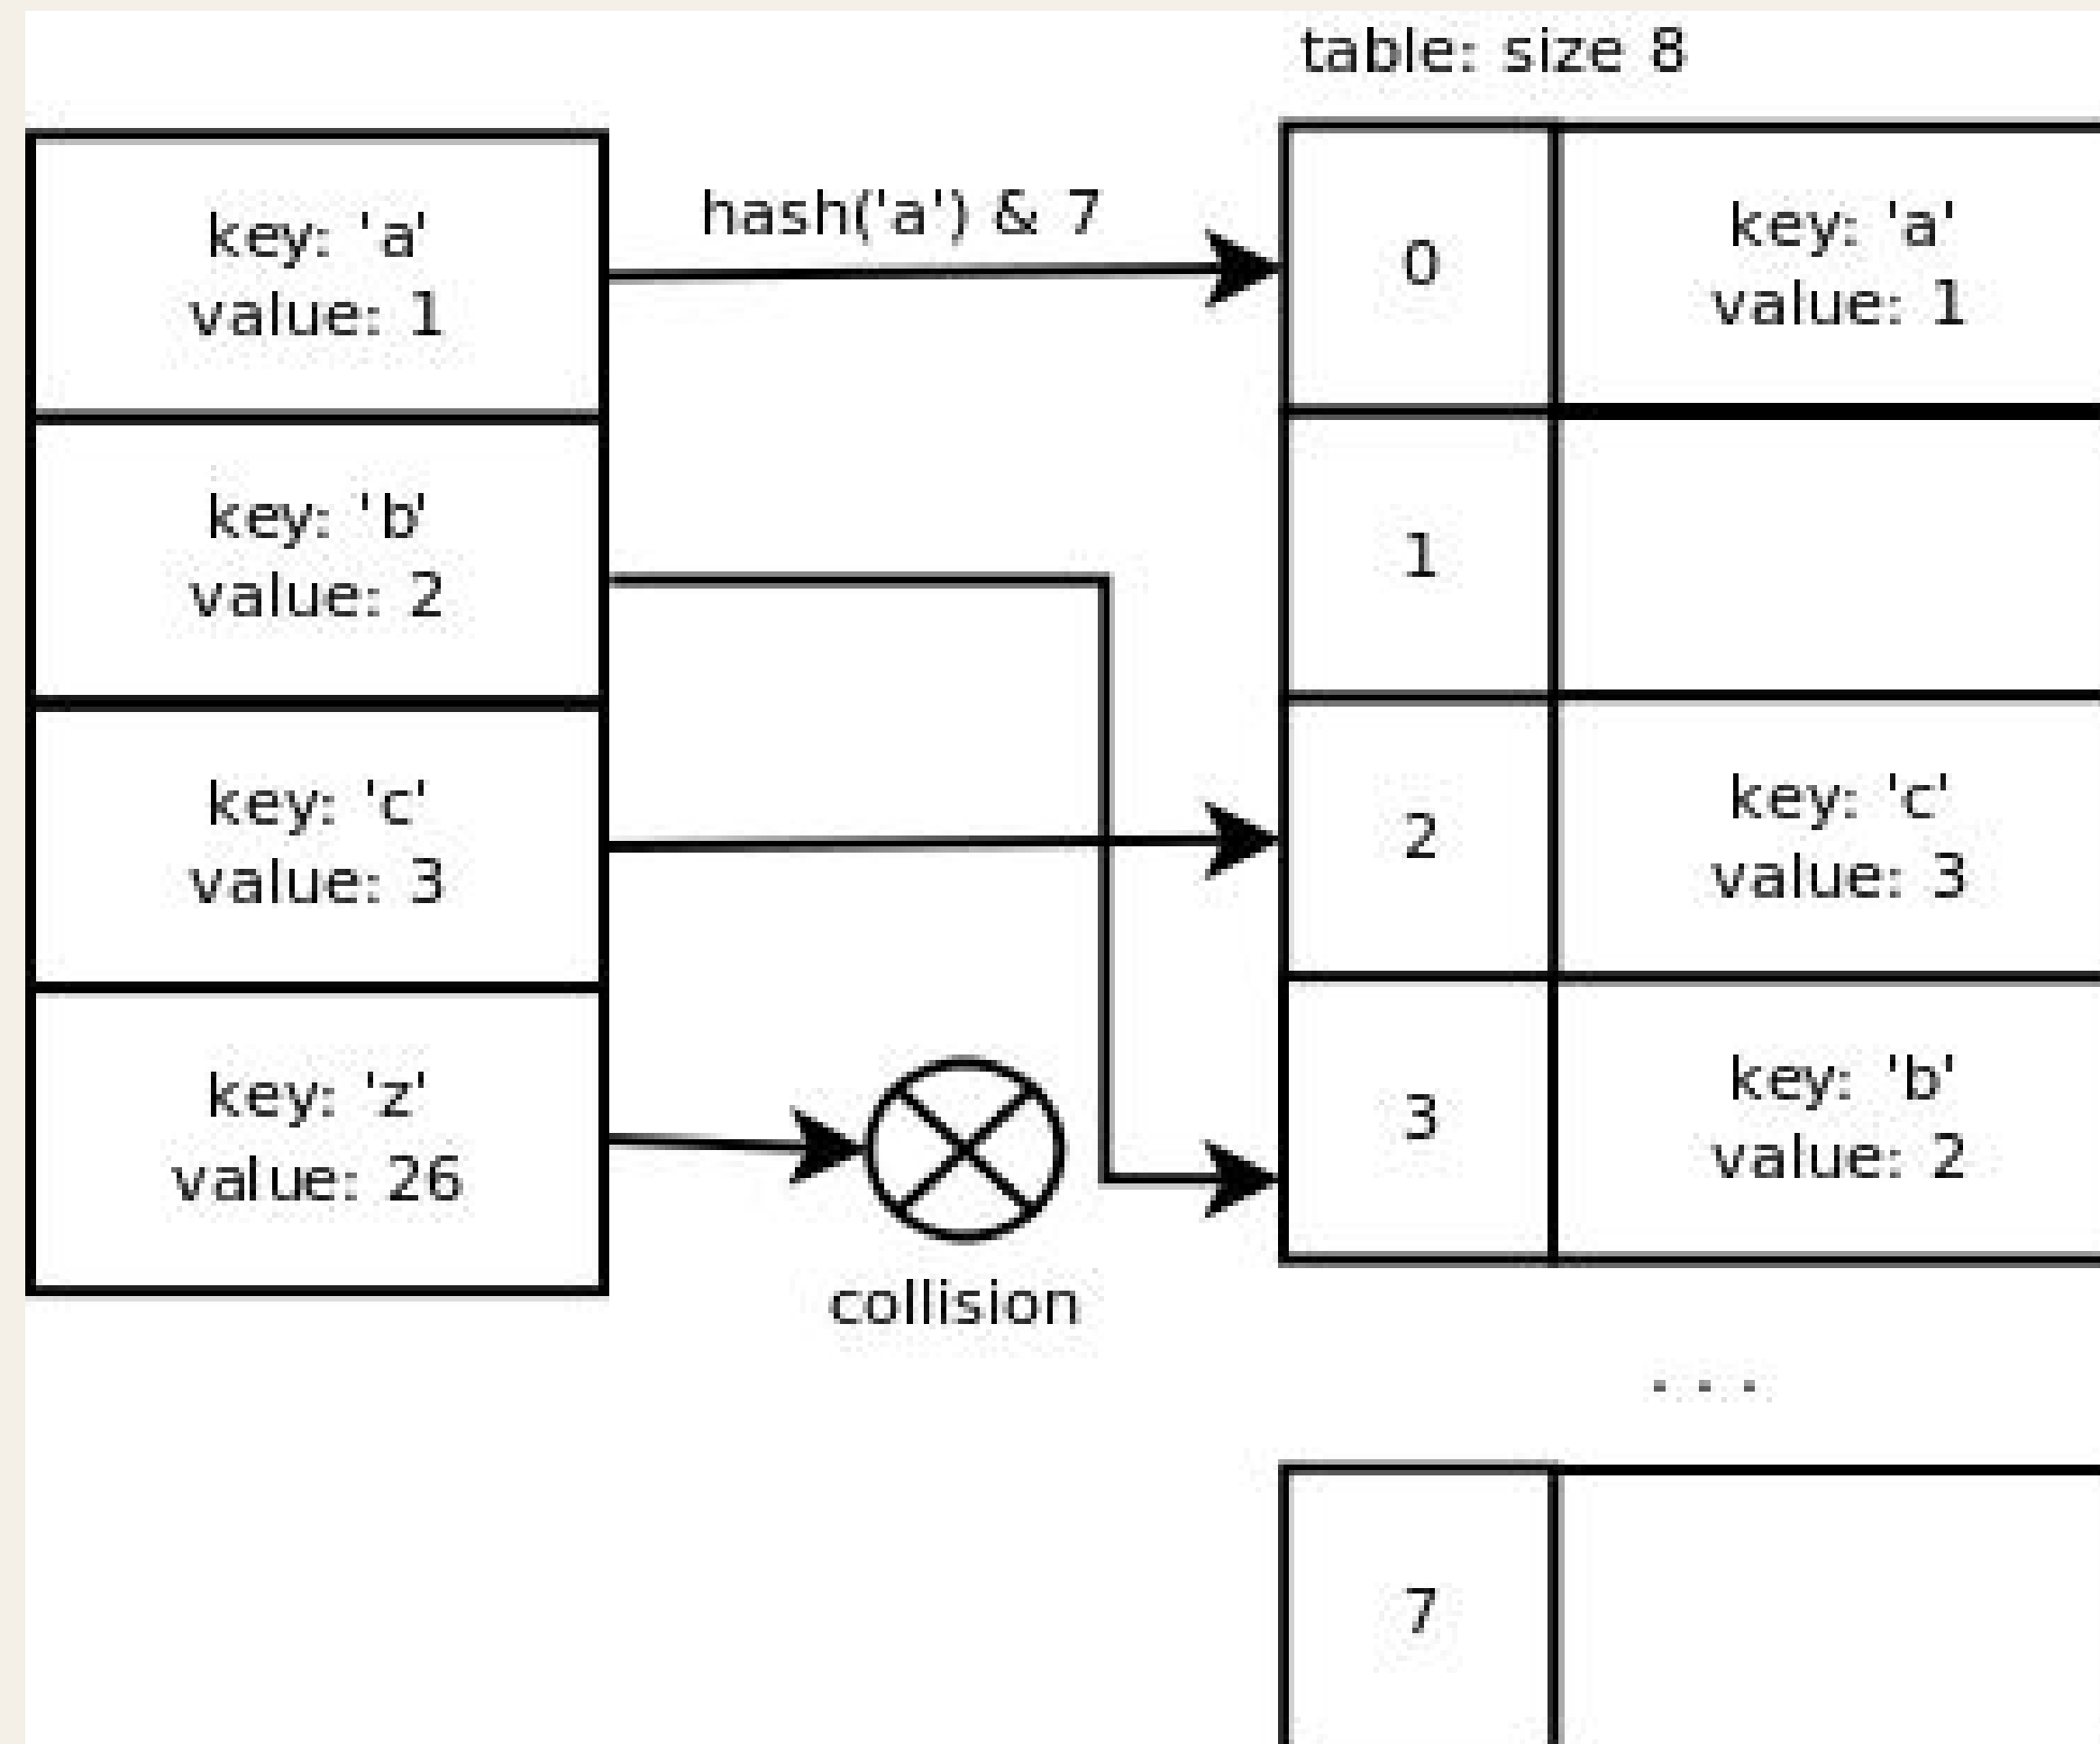 table: size 8
key: 'a'
value: 1
hash('a') & 7
0
key: 'a'
value: 1
key: 'b'
value: 2
1
key: 'c'
value: 3
2
key: 'c'
value: 3
key: 'z'
value: 26
collision
3
key: 'b'
value: 2
...
7